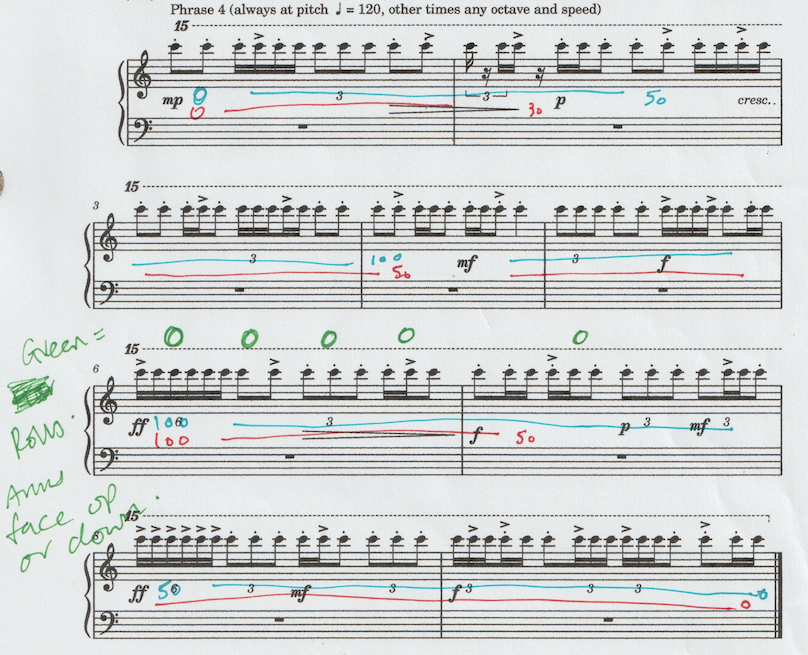 Phrase 4 (always at pitch ♩ = 120, other times any octave and speed)
15
3
3
mp
0
0
30
p
50
cresc..
15
3
3
100
50
mf
3
f
Green =
0 0 0 0 0
15
6
ff
100
6
100
3
f
50
p
3
mf
3
Rolls.
Arms
face up
or down.
15
ff
50
6
3
mf
3
f
3
3
3
0
0